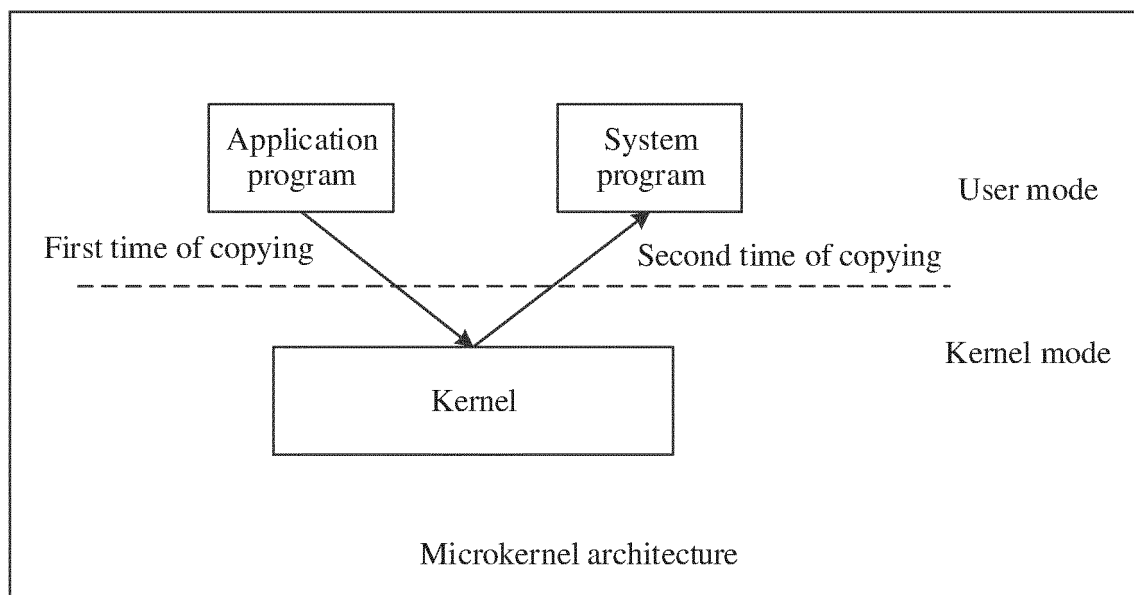 Application
program
System
program
User mode
First time of copying
Second time of copying
Kernel mode
Kernel
Microkernel architecture